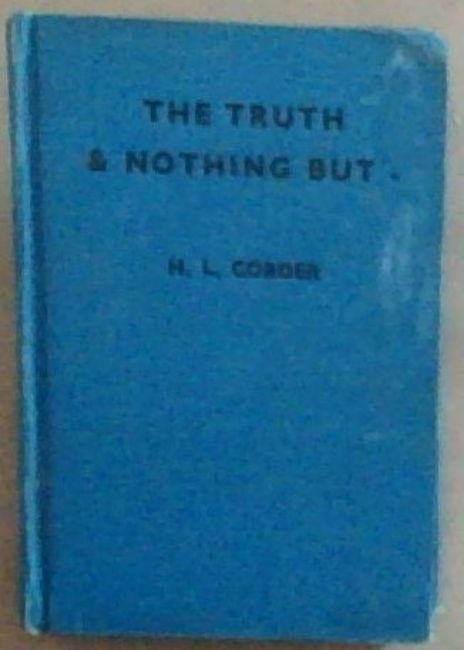 THE TRUTH
& NOTHING BUT .
H. L. CORDER